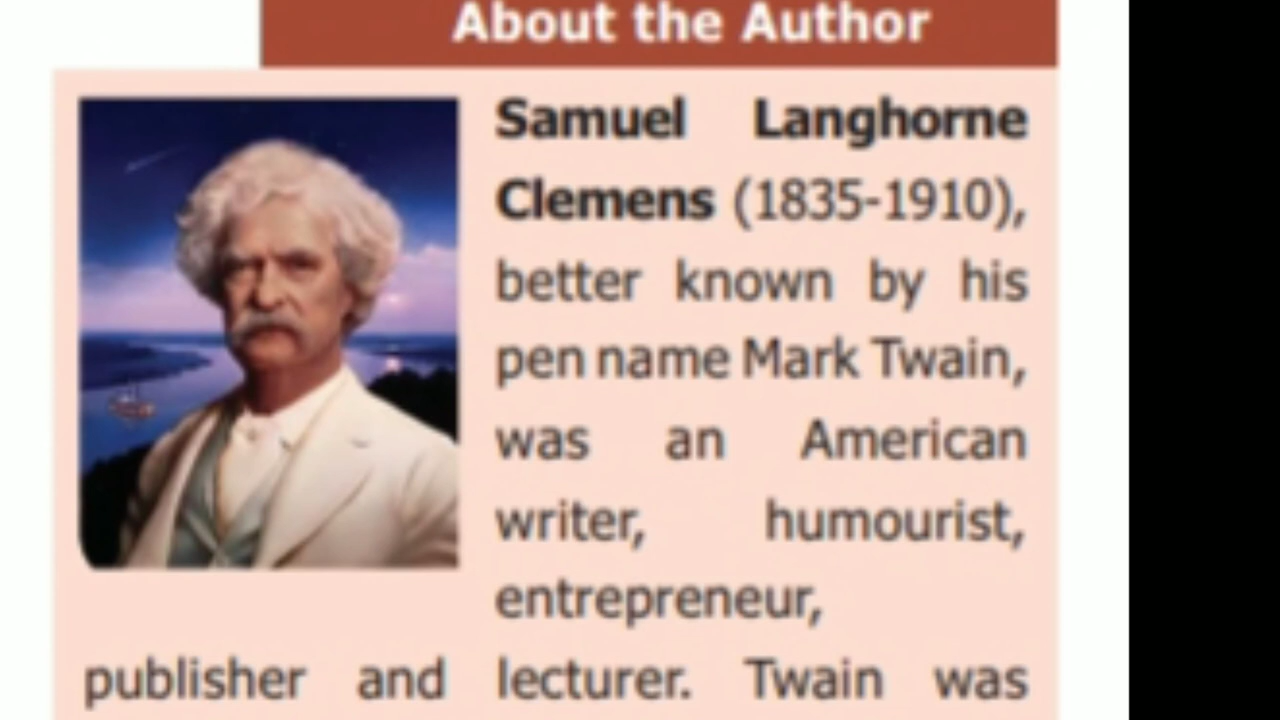 About the Author
Samuel Langhorne
Clemens (1835-1910),
better known by his
pen name Mark Twain,
was an American
writer, humourist,
entrepreneur,
publisher and lecturer. Twain was